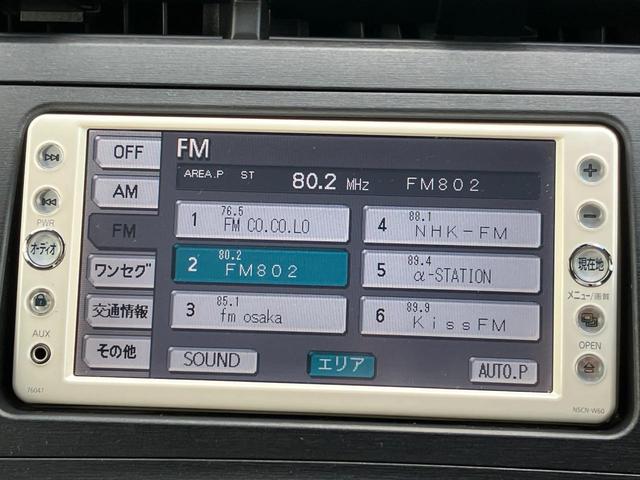 OFF
AM
FM
ワンセグ
交通情報
その他
FM
AREA.P ST 80.2 MHz FM802
1 76.5 FM CO.CO.LO
2 80.2 FM802
3 85.1 fm osaka
4 88.1 NHK-FM
5 89.4 α-STATION
6 89.9 KissFM
SOUND
エリア
AUTO.P
PWR
オーディオ
AUX
76041
現在地
メニュー/画質
OPEN
NSCN-W60